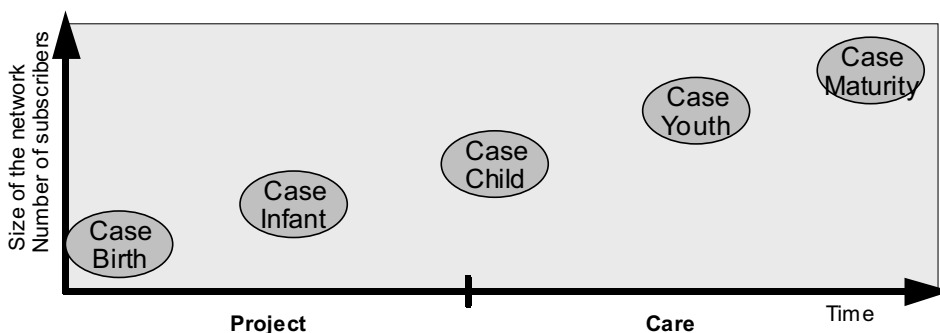 Size of the network
Number of subscribers
Case
Birth
Case
Infant
Case
Child
Case
Youth
Case
Maturity
Project
Care
Time